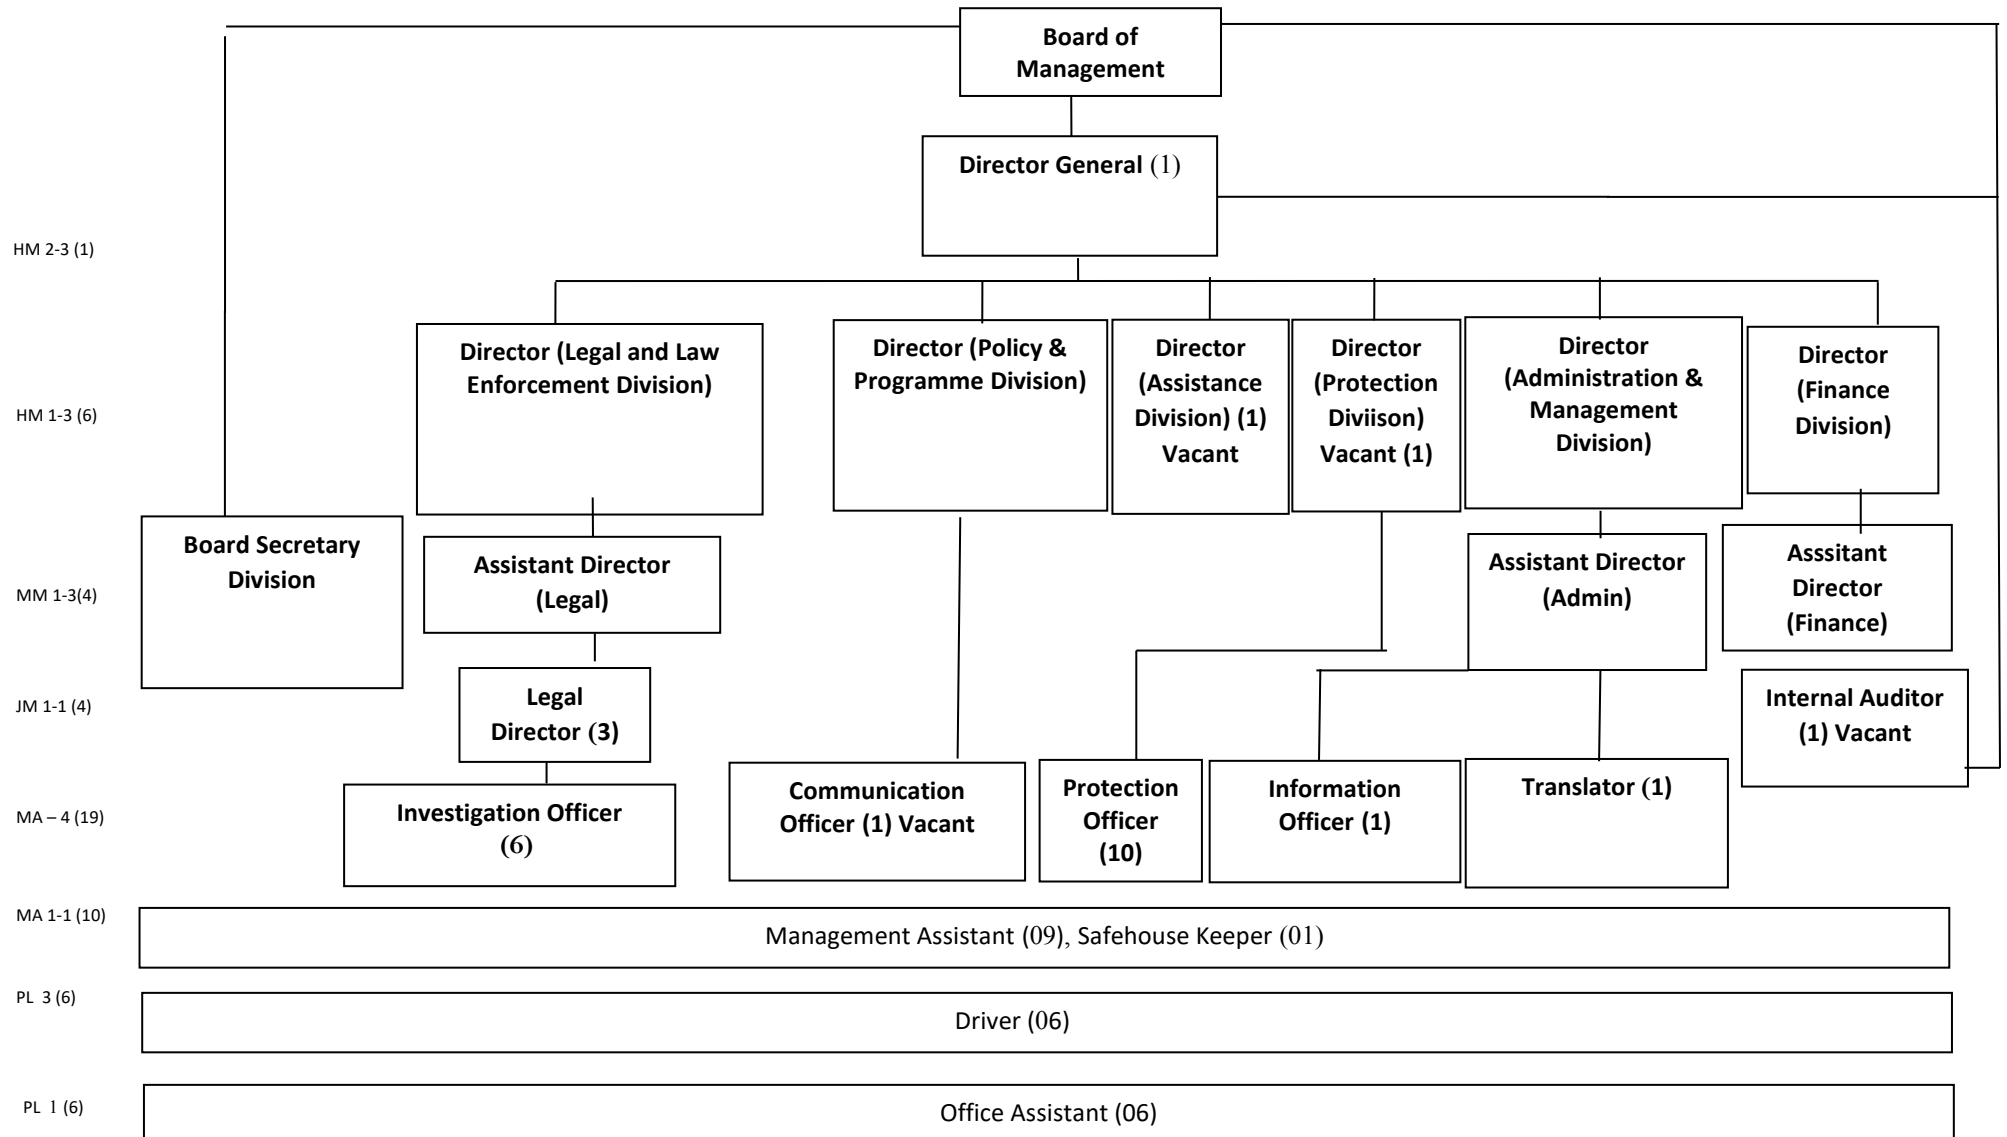 Board of
Management
Director General (1)
HM 2-3 (1)
HM 1-3 (6)
Director (Legal and Law
Enforcement Division)
Director (Policy &
Programme Division)
Director
(Assistance
Division) (1)
Vacant
Director
(Protection
Diviison)
Vacant (1)
Director
(Administration &
Management
Division)
Director
(Finance
Division)
MM 1-3(4)
Board Secretary
Division
Assistant Director
(Legal)
Assistant Director
(Admin)
Asssitant
Director
(Finance)
JM 1-1 (4)
Legal
Director (3)
Internal Auditor
(1) Vacant
MA – 4 (19)
Investigation Officer
(6)
Communication
Officer (1) Vacant
Protection
Officer
(10)
Information
Officer (1)
Translator (1)
MA 1-1 (10)
Management Assistant (09), Safehouse Keeper (01)
PL 3 (6)
Driver (06)
PL 1 (6)
Office Assistant (06)